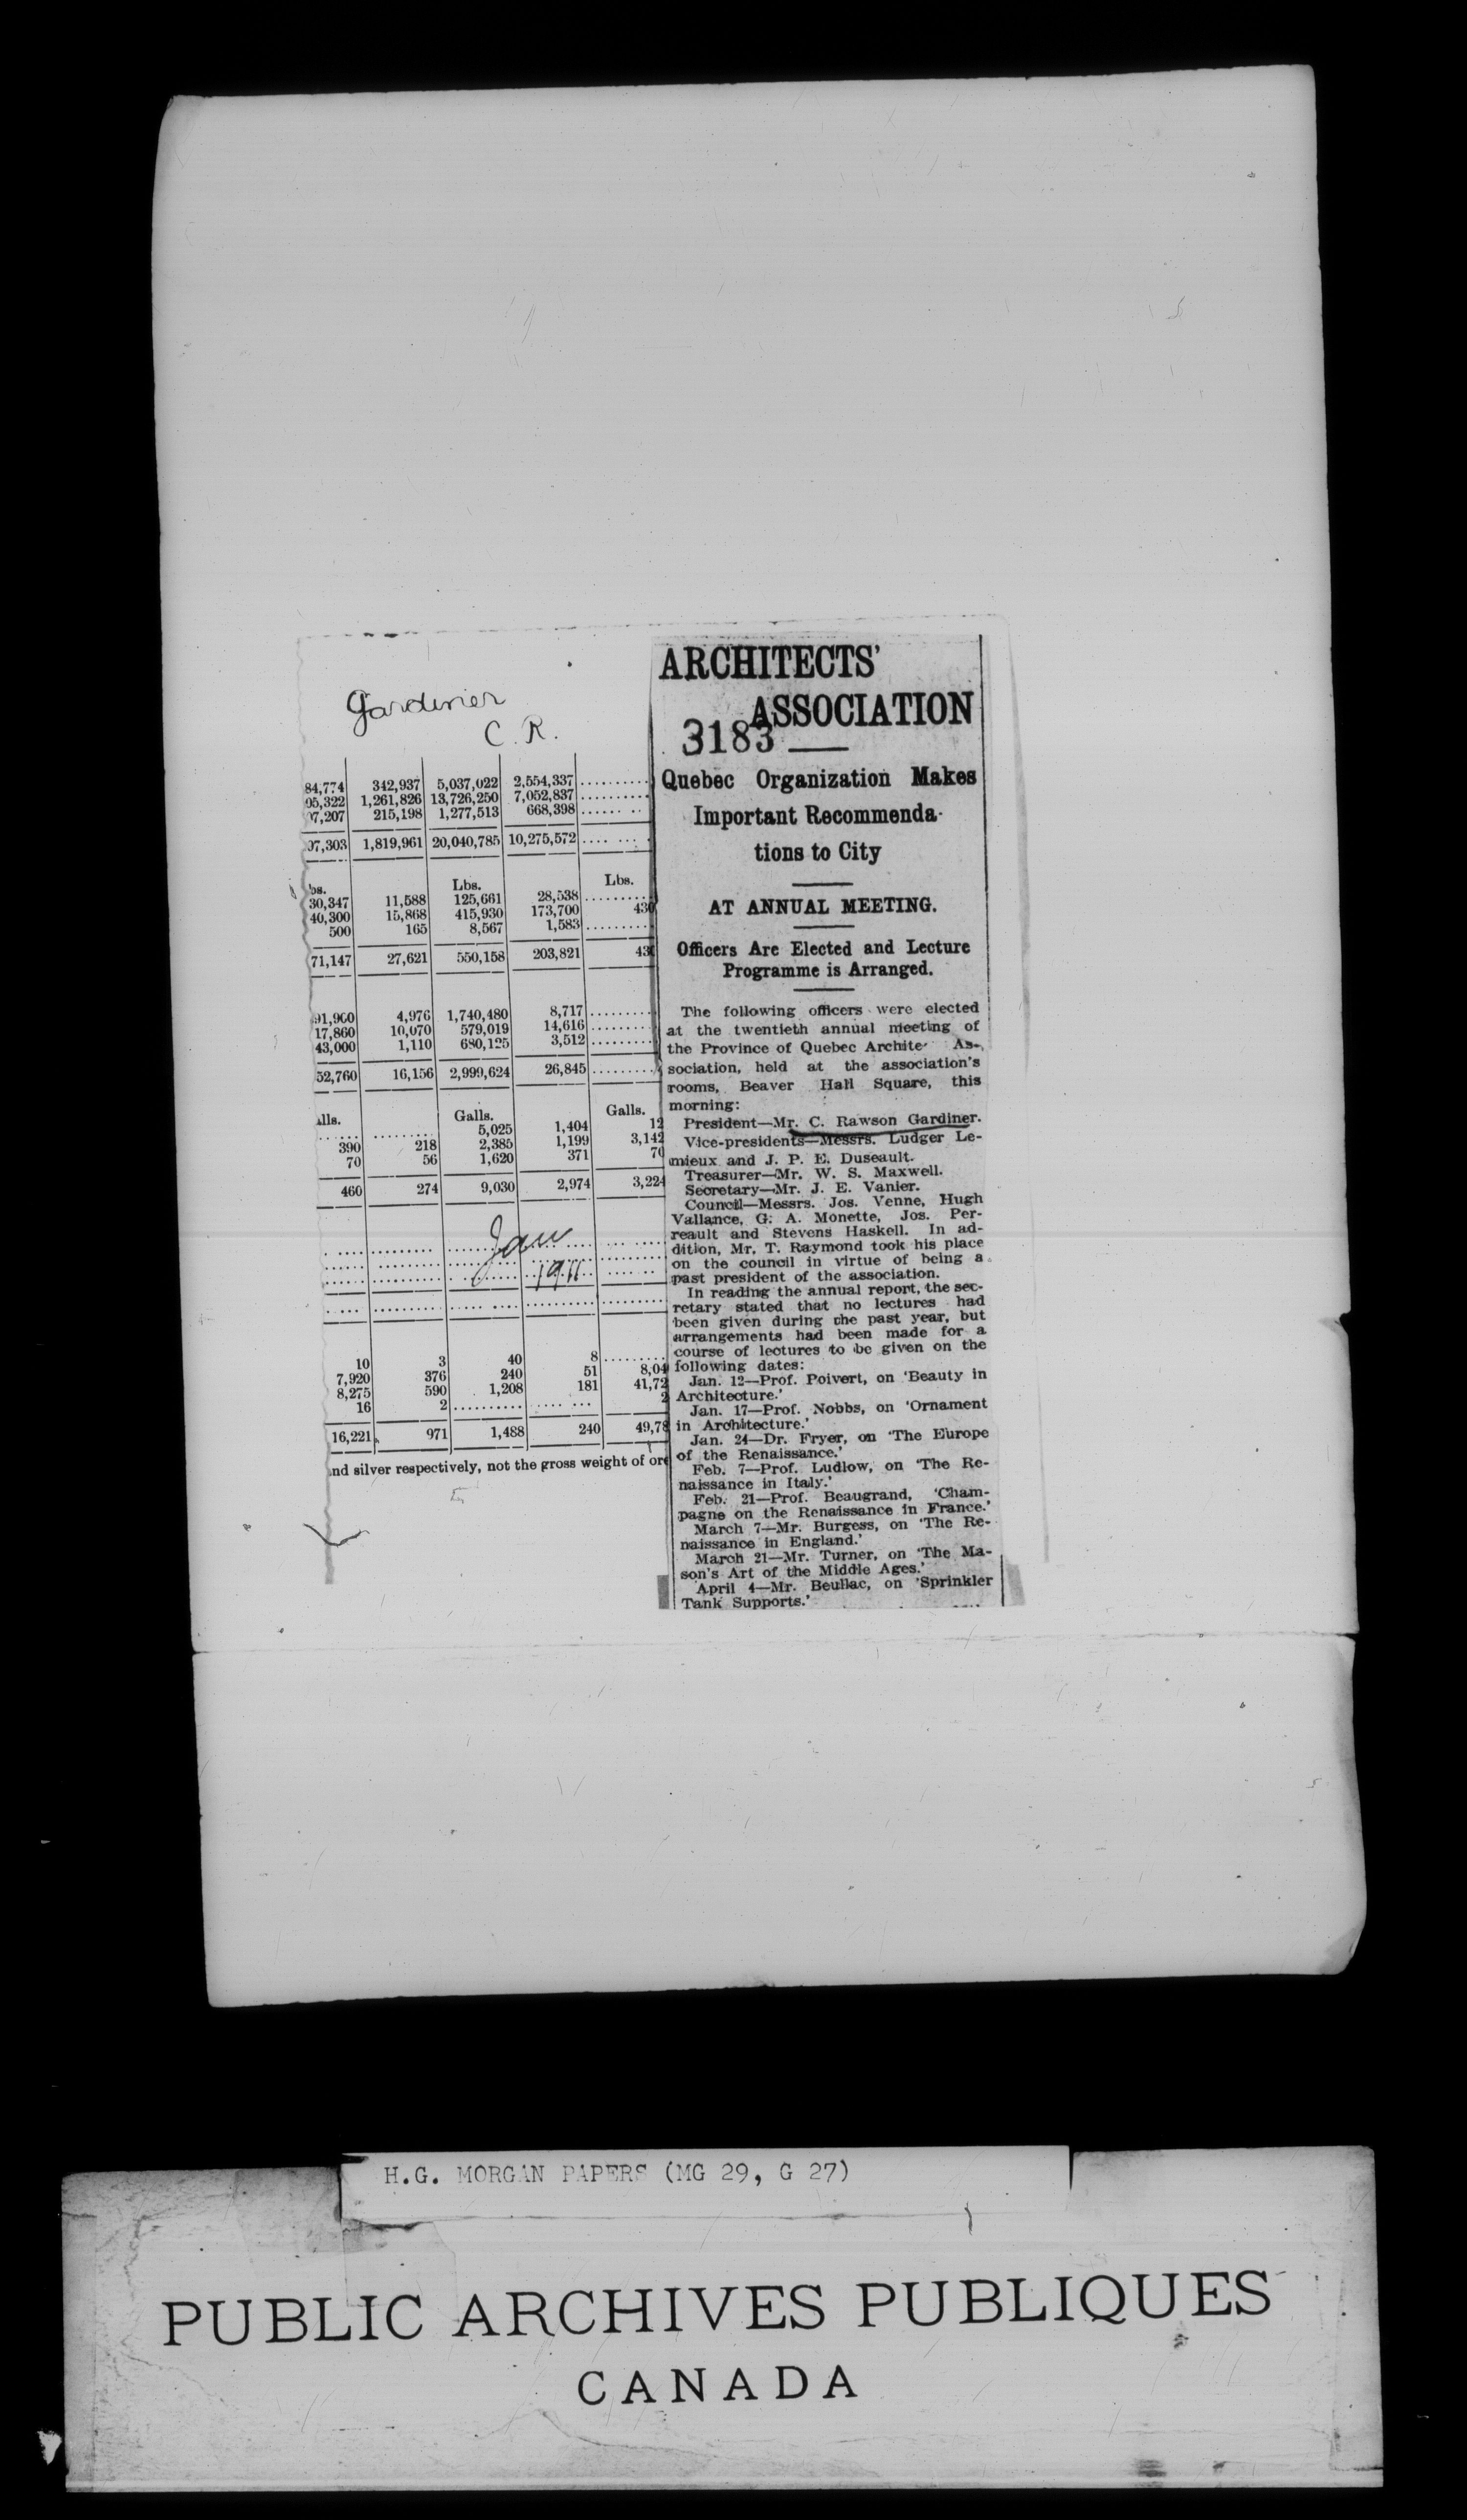 Gardiner
C. R.
84,774 342,937 5,037,022 2,554,337 ..........
95,322 1,261,826 13,726,250 7,052,837 ..........
97,207 215,198 1,277,513 668,398 ..........
97,303 1,819,961 20,040,785 10,275,572 ..........
bs. Lbs. Lbs.
30,347 11,588 125,661 28,538 ..........
40,300 15,868 415,930 173,700 430
500 165 8,567 1,583 ..........
71,147 27,621 550,158 203,821 430
91,900 4,976 1,740,480 8,717 ..........
17,860 10,070 579,019 14,616 ..........
43,000 1,110 680,125 3,512 ..........
52,760 16,156 2,999,624 26,845 ..........
alls. Galls. Galls.
...... .......... 5,025 1,404 12
390 218 2,385 1,199 3,142
70 56 1,620 371 70
460 274 9,030 2,974 3,224
Jan
1911
10 3 40 8 ..........
7,920 376 240 51 8,04
8,275 590 1,208 181 41,72
16 2 .......... ........ 2
16,221 971 1,488 240 49,78
nd silver respectively, not the gross weight of ore
ARCHITECTS'
ASSOCIATION
3183
Quebec Organization Makes
Important Recommenda-
tions to City
AT ANNUAL MEETING.
Officers Are Elected and Lecture
Programme is Arranged.
The following officers were elected
at the twentieth annual meeting of
the Province of Quebec Archite As-
sociation, held at the association's
rooms, Beaver Hall Square, this
morning:
President—Mr. C. Rawson Gardiner.
Vice-presidents—Messrs. Ludger Le-
mieux and J. P. E. Duseault.
Treasurer—Mr. W. S. Maxwell.
Secretary—Mr. J. E. Vanier.
Council—Messrs. Jos. Venne, Hugh
Vallance, G. A. Monette, Jos. Per-
reault and Stevens Haskell. In ad-
dition, Mr. T. Raymond took his place
on the council in virtue of being a
past president of the association.
In reading the annual report, the sec-
retary stated that no lectures had
been given during the past year, but
arrangements had been made for a
course of lectures to be given on the
following dates:
Jan. 12—Prof. Poivert, on 'Beauty in
Architecture.'
Jan. 17—Prof. Nobbs, on 'Ornament
in Architecture.'
Jan. 24—Dr. Fryer, on 'The Europe
of the Renaissance.'
Feb. 7—Prof. Ludlow, on 'The Re-
naissance in Italy.'
Feb. 21—Prof. Beaugrand, 'Cham-
pagne on the Renaissance in France.'
March 7—Mr. Burgess, on 'The Re-
naissance in England.'
March 21—Mr. Turner, on 'The Ma-
son's Art of the Middle Ages.'
April 4—Mr. Beullac, on 'Sprinkler
Tank Supports.'
H.G. MORGAN PAPERS (MG 29, G 27)
PUBLIC ARCHIVES PUBLIQUES
CANADA